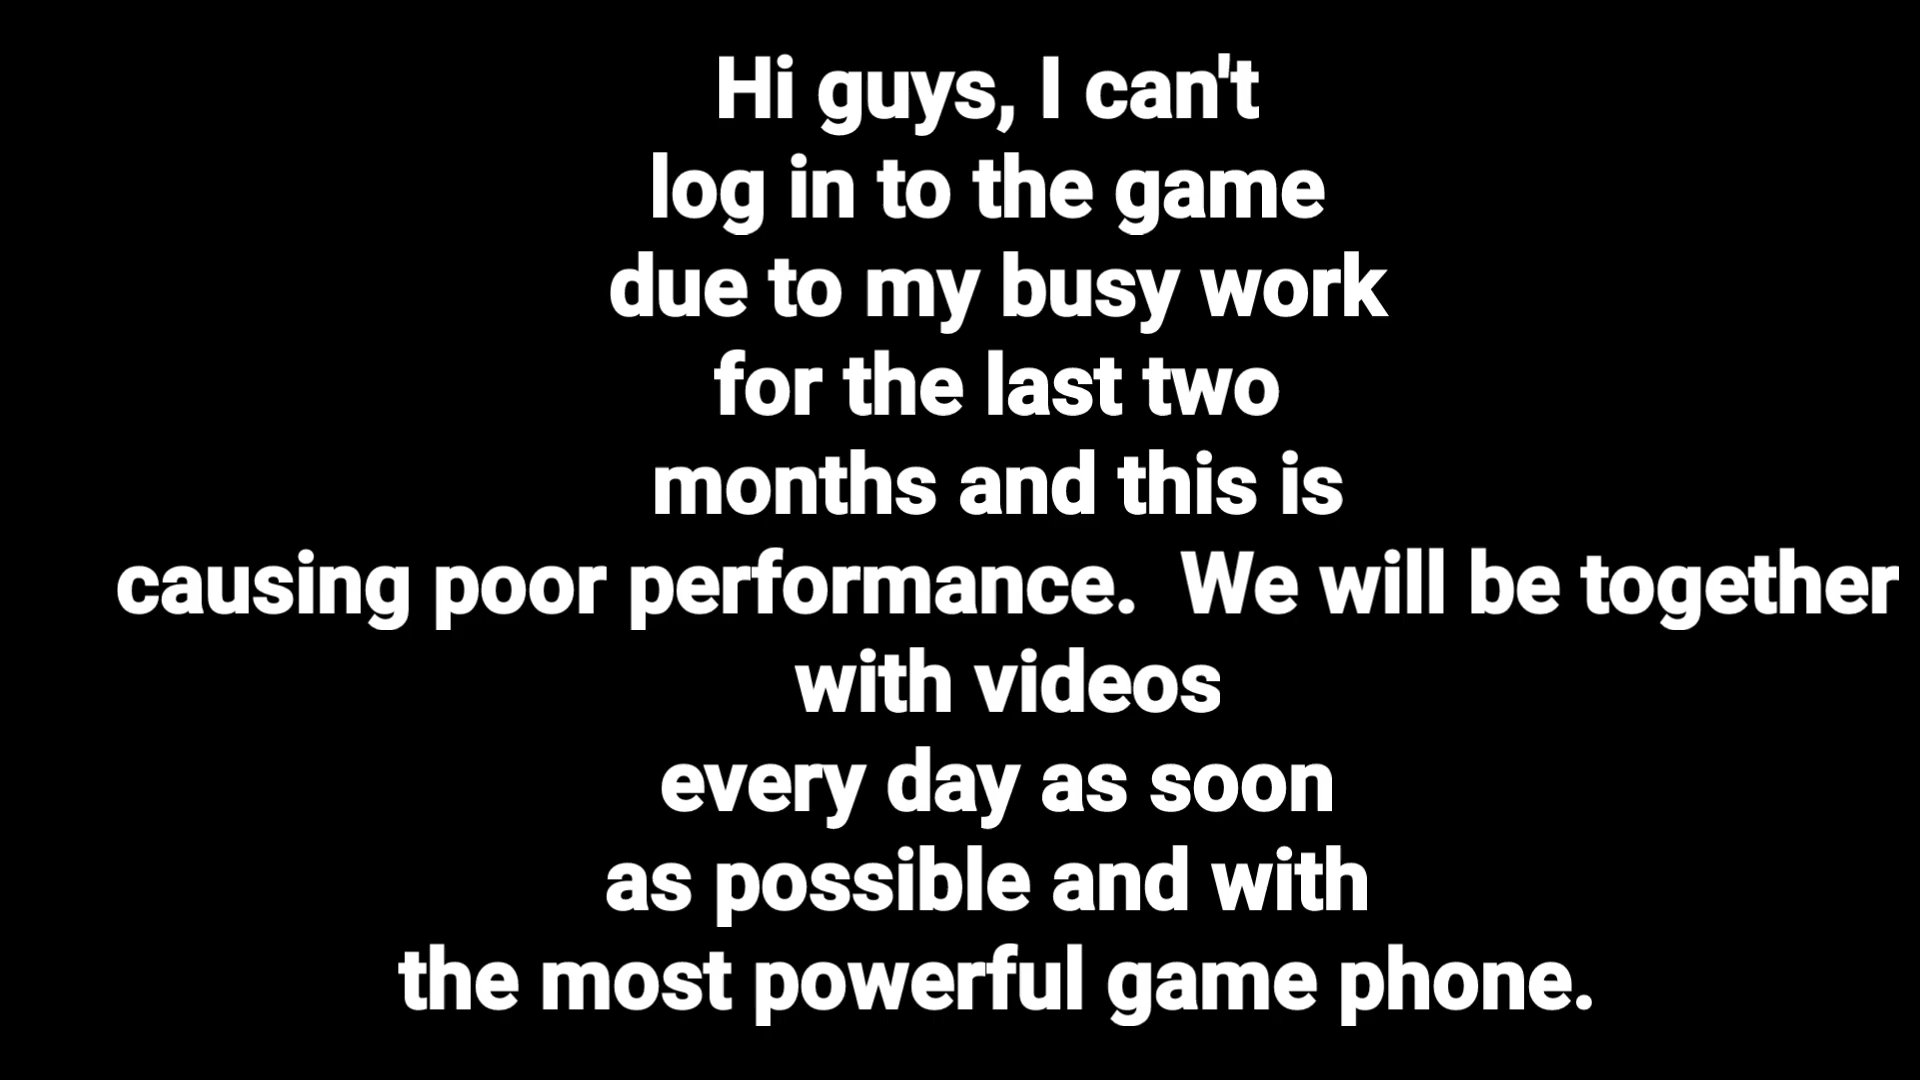 Hi guys, I can't
log in to the game
due to my busy work
for the last two
months and this is
causing poor performance.  We will be together
with videos
every day as soon
as possible and with
the most powerful game phone.